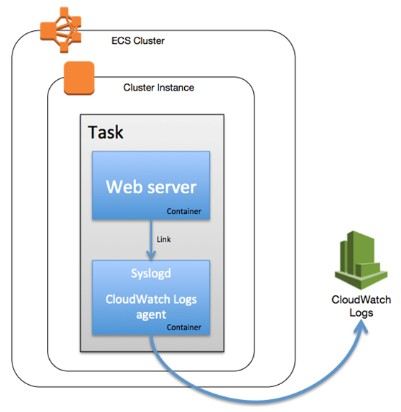 ECS Cluster
Cluster Instance
Task
Web server
Container
Link
Syslogd
CloudWatch Logs
agent
Container
CloudWatch
Logs